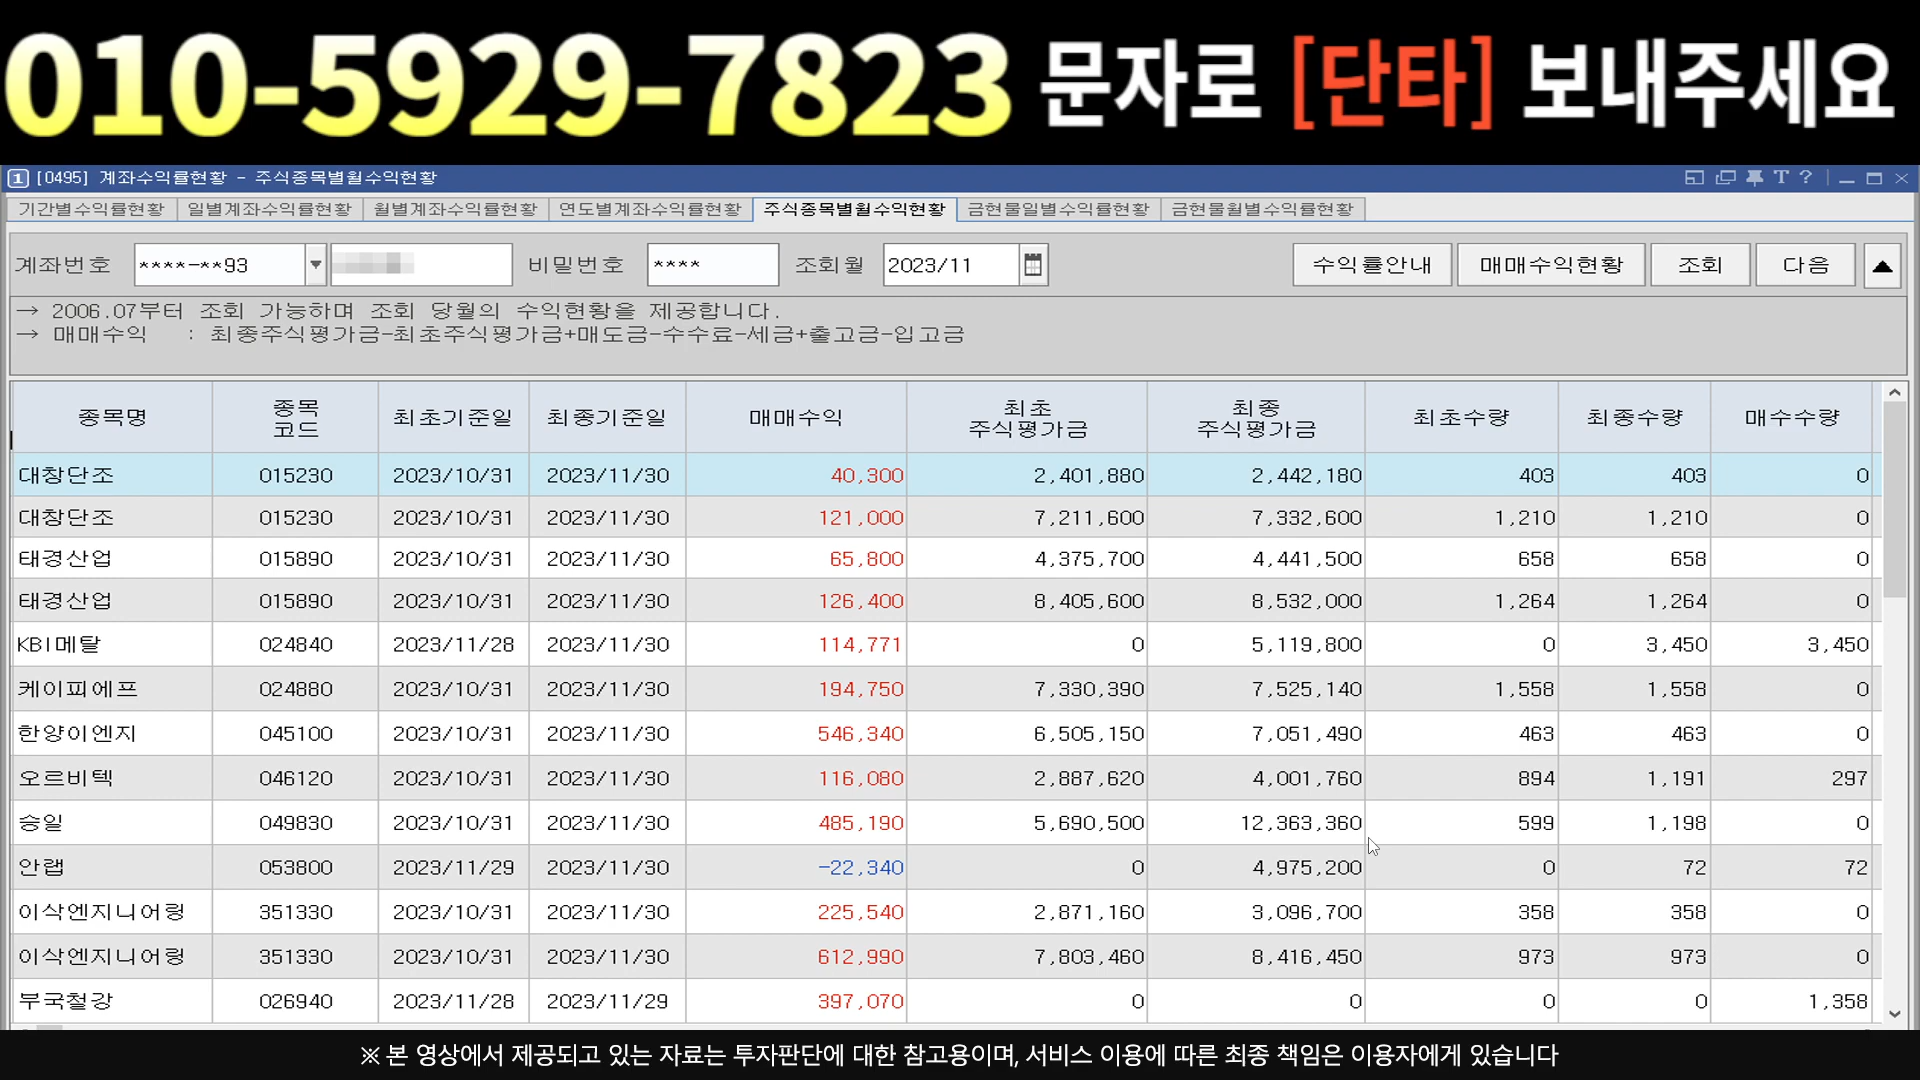 010-5929-7823 문자로 [단타] 보내주세요
1 [0495] 계좌수익률현황 - 주식종목별월수익현황
기간별수익률현황 일별계좌수익률현황 월별계좌수익률현황 연도별계좌수익률현황 주식종목별월수익현황 금현물일별수익률현황 금현물월별수익률현황
계좌번호 ****-**93 비밀번호 **** 조회월 2023/11 수익률안내 매매수익현황 조회 다음 ▲
→ 2006.07부터 조회 가능하며 조회 당월의 수익현황을 제공합니다.
→ 매매수익 : 최종주식평가금-최초주식평가금+매도금-수수료-세금+출고금-입고금
종목명 종목 코드 최초기준일 최종기준일 매매수익 최초 주식평가금 최종 주식평가금 최초수량 최종수량 매수수량
대창단조 015230 2023/10/31 2023/11/30 40,300 2,401,880 2,442,180 403 403 0
대창단조 015230 2023/10/31 2023/11/30 121,000 7,211,600 7,332,600 1,210 1,210 0
태경산업 015890 2023/10/31 2023/11/30 65,800 4,375,700 4,441,500 658 658 0
태경산업 015890 2023/10/31 2023/11/30 126,400 8,405,600 8,532,000 1,264 1,264 0
KBI메탈 024840 2023/11/28 2023/11/30 114,771 0 5,119,800 0 3,450 3,450
케이피에프 024880 2023/10/31 2023/11/30 194,750 7,330,390 7,525,140 1,558 1,558 0
한양이엔지 045100 2023/10/31 2023/11/30 546,340 6,505,150 7,051,490 463 463 0
오르비텍 046120 2023/10/31 2023/11/30 116,080 2,887,620 4,001,760 894 1,191 297
승일 049830 2023/10/31 2023/11/30 485,190 5,690,500 12,363,360 599 1,198 0
안랩 053800 2023/11/29 2023/11/30 -22,340 0 4,975,200 0 72 72
이삭엔지니어링 351330 2023/10/31 2023/11/30 225,540 2,871,160 3,096,700 358 358 0
이삭엔지니어링 351330 2023/10/31 2023/11/30 612,990 7,803,460 8,416,450 973 973 0
부국철강 026940 2023/11/28 2023/11/29 397,070 0 0 0 0 1,358
※ 본 영상에서 제공되고 있는 자료는 투자판단에 대한 참고용이며, 서비스 이용에 따른 최종 책임은 이용자에게 있습니다